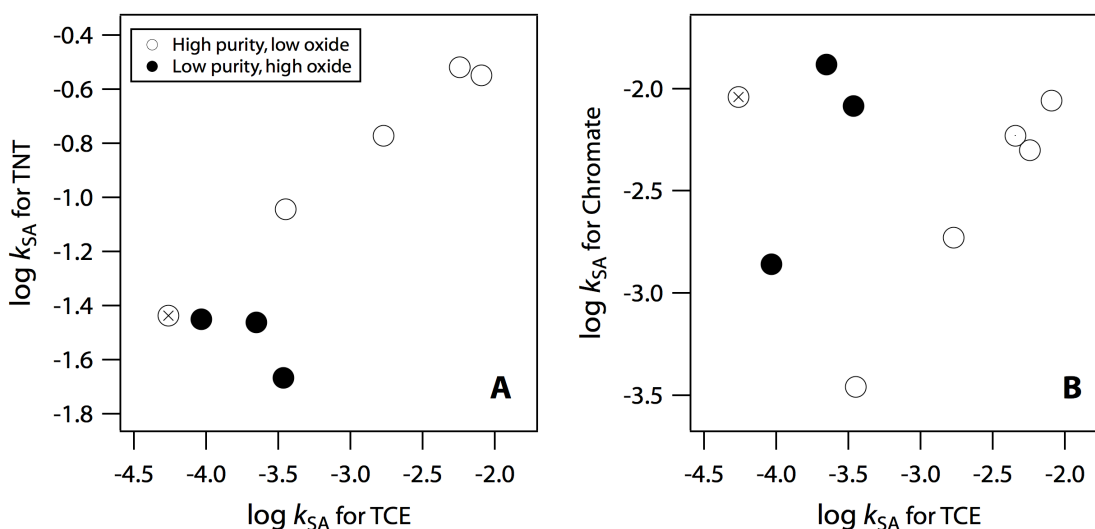 High purity, low oxide
Low purity, high oxide
-0.4
-0.6
-0.8
-1.0
-1.2
-1.4
-1.6
-1.8
log kSA for TNT
A
-4.5 -4.0 -3.5 -3.0 -2.5 -2.0
log kSA for TCE
-2.0
-2.5
-3.0
-3.5
log kSA for Chromate
B
-4.5 -4.0 -3.5 -3.0 -2.5 -2.0
log kSA for TCE